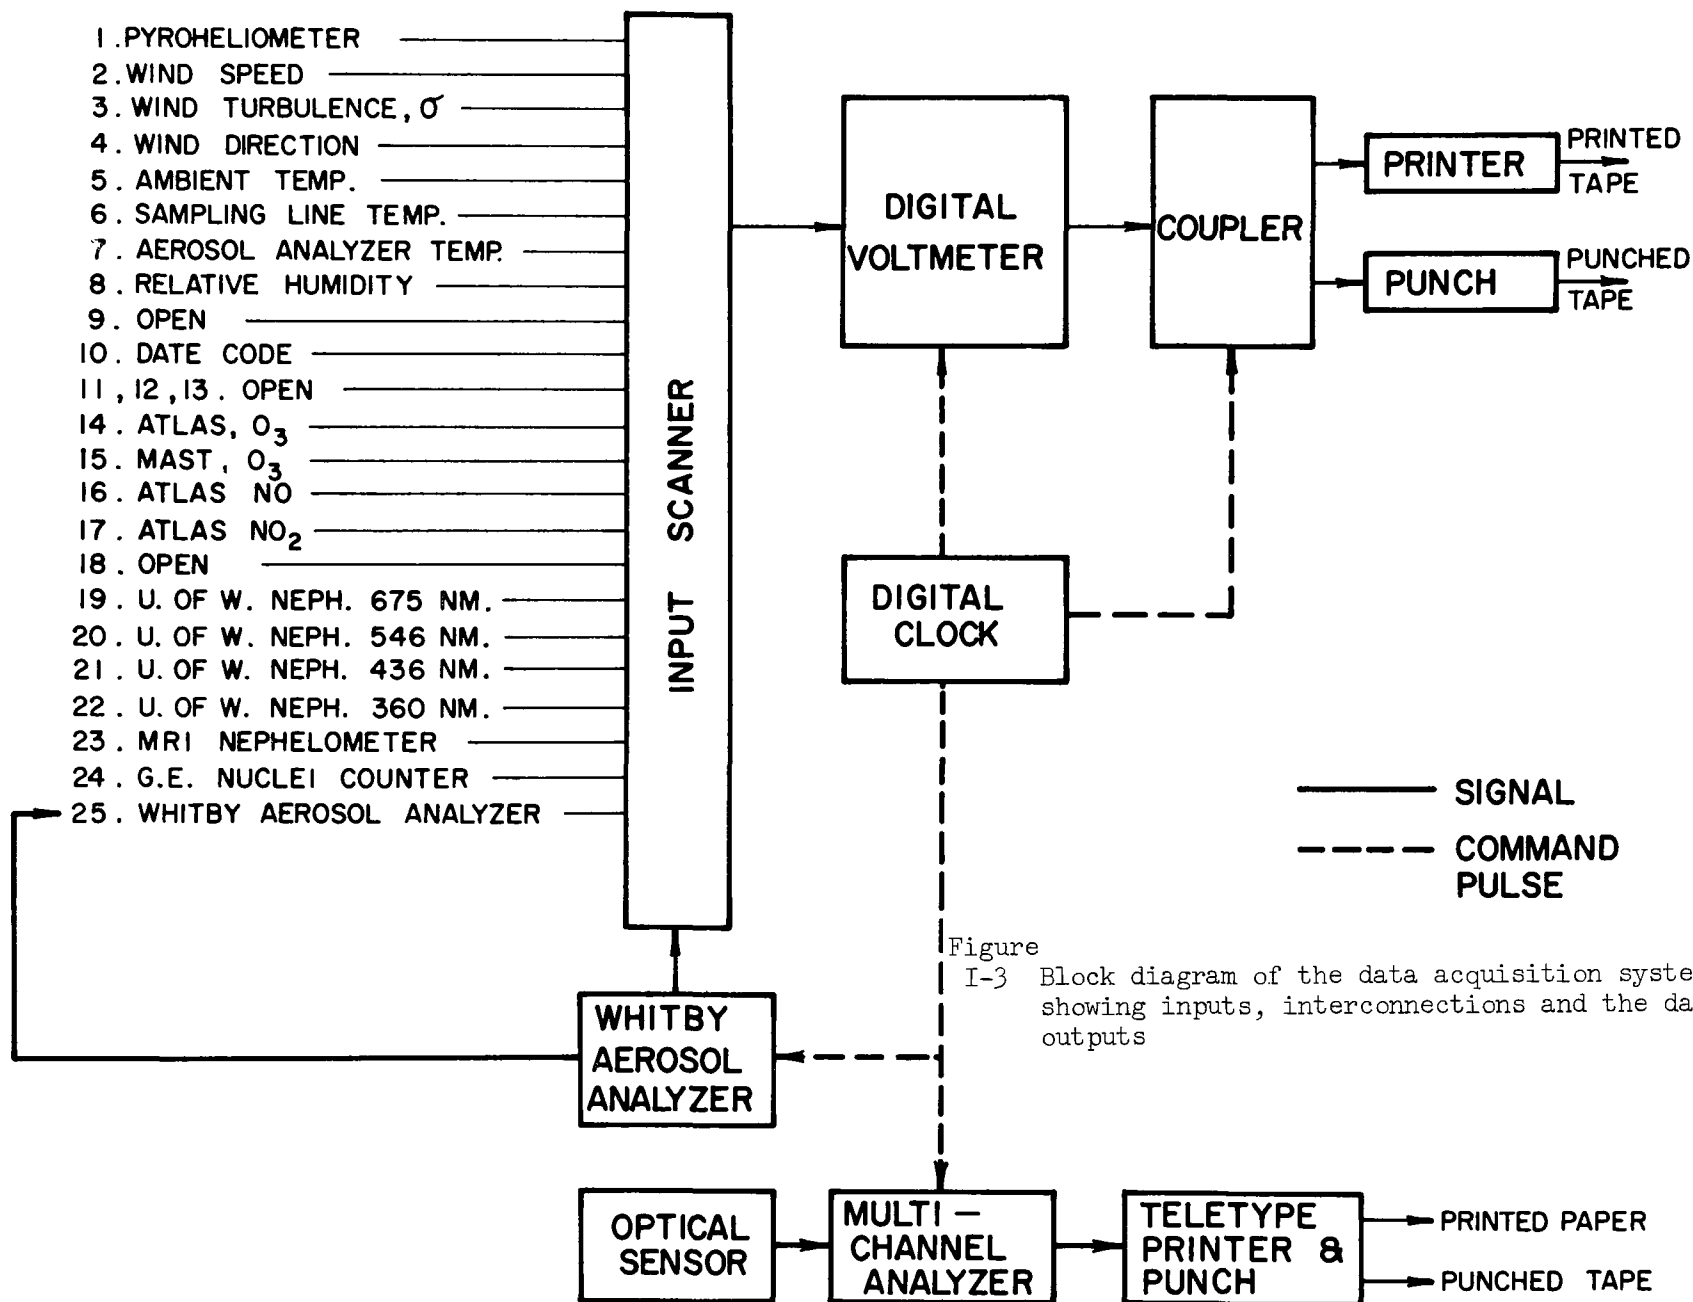 1. PYROHELIOMETER
2. WIND SPEED
3. WIND TURBULENCE, σ
4. WIND DIRECTION
5. AMBIENT TEMP.
6. SAMPLING LINE TEMP.
7. AEROSOL ANALYZER TEMP.
8. RELATIVE HUMIDITY
9. OPEN
10. DATE CODE
11, 12, 13. OPEN
14. ATLAS, O3
15. MAST, O3
16. ATLAS NO
17. ATLAS NO2
18. OPEN
19. U. OF W. NEPH. 675 NM.
20. U. OF W. NEPH. 546 NM.
21. U. OF W. NEPH. 436 NM.
22. U. OF W. NEPH. 360 NM.
23. MRI NEPHELOMETER
24. G.E. NUCLEI COUNTER
25. WHITBY AEROSOL ANALYZER
INPUT SCANNER
DIGITAL
VOLTMETER
COUPLER
PRINTER
PRINTED
TAPE
PUNCH
PUNCHED
TAPE
DIGITAL
CLOCK
SIGNAL
COMMAND
PULSE
Figure
I-3 Block diagram of the data acquisition syste
showing inputs, interconnections and the da
outputs
WHITBY
AEROSOL
ANALYZER
OPTICAL
SENSOR
MULTI —
CHANNEL
ANALYZER
TELETYPE
PRINTER &
PUNCH
PRINTED PAPER
PUNCHED TAPE